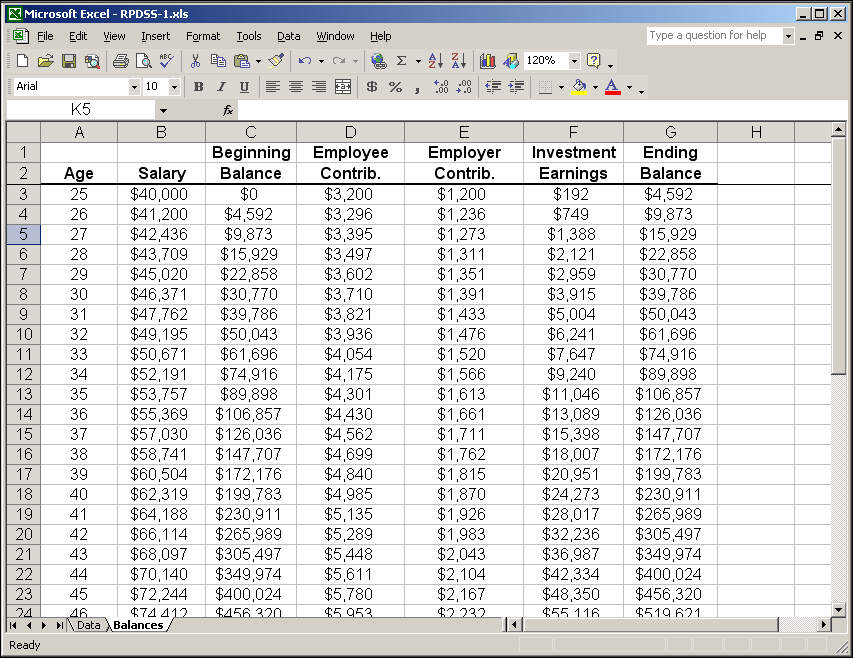 Microsoft Excel - RPDSS-1.xls
File Edit View Insert Format Tools Data Window Help Type a question for help
ABC Σ A Z Z A 120% ?
Arial 10 B I U a $ % , .00 .00 A
K5 fx
A B C D E F G H
1 Beginning Employee Employer Investment Ending
2 Age Salary Balance Contrib. Contrib. Earnings Balance
3 25 $40,000 $0 $3,200 $1,200 $192 $4,592
4 26 $41,200 $4,592 $3,296 $1,236 $749 $9,873
5 27 $42,436 $9,873 $3,395 $1,273 $1,388 $15,929
6 28 $43,709 $15,929 $3,497 $1,311 $2,121 $22,858
7 29 $45,020 $22,858 $3,602 $1,351 $2,959 $30,770
8 30 $46,371 $30,770 $3,710 $1,391 $3,915 $39,786
9 31 $47,762 $39,786 $3,821 $1,433 $5,004 $50,043
10 32 $49,195 $50,043 $3,936 $1,476 $6,241 $61,696
11 33 $50,671 $61,696 $4,054 $1,520 $7,647 $74,916
12 34 $52,191 $74,916 $4,175 $1,566 $9,240 $89,898
13 35 $53,757 $89,898 $4,301 $1,613 $11,046 $106,857
14 36 $55,369 $106,857 $4,430 $1,661 $13,089 $126,036
15 37 $57,030 $126,036 $4,562 $1,711 $15,398 $147,707
16 38 $58,741 $147,707 $4,699 $1,762 $18,007 $172,176
17 39 $60,504 $172,176 $4,840 $1,815 $20,951 $199,783
18 40 $62,319 $199,783 $4,985 $1,870 $24,273 $230,911
19 41 $64,188 $230,911 $5,135 $1,926 $28,017 $265,989
20 42 $66,114 $265,989 $5,289 $1,983 $32,236 $305,497
21 43 $68,097 $305,497 $5,448 $2,043 $36,987 $349,974
22 44 $70,140 $349,974 $5,611 $2,104 $42,334 $400,024
23 45 $72,244 $400,024 $5,780 $2,167 $48,350 $456,320
24 46 $74,412 $456,320 $5,953 $2,232 $55,116 $519,621
Data Balances
Ready